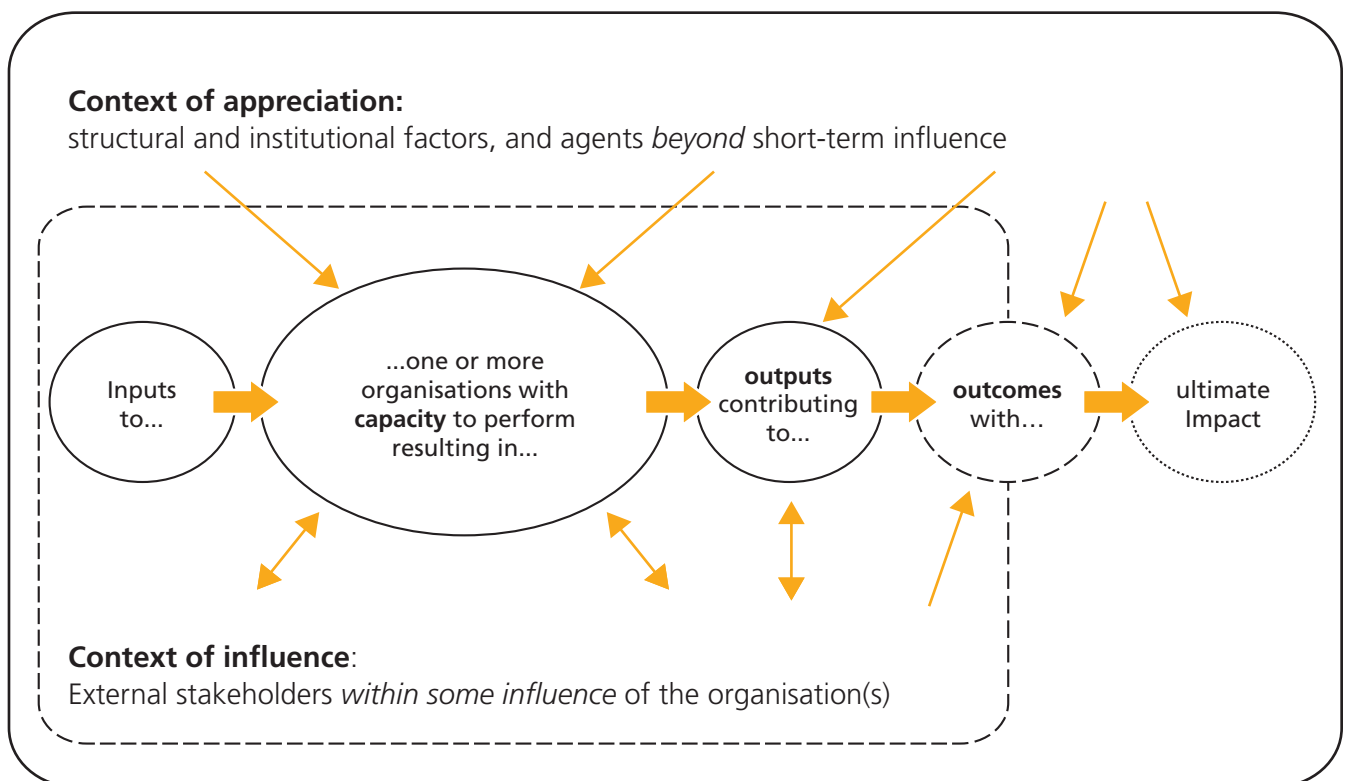 Context of appreciation:
structural and institutional factors, and agents beyond short-term influence
Inputs
to...
...one or more
organisations with
capacity to perform
resulting in...
outputs
contributing
to...
outcomes
with…
ultimate
Impact
Context of influence:
External stakeholders within some influence of the organisation(s)